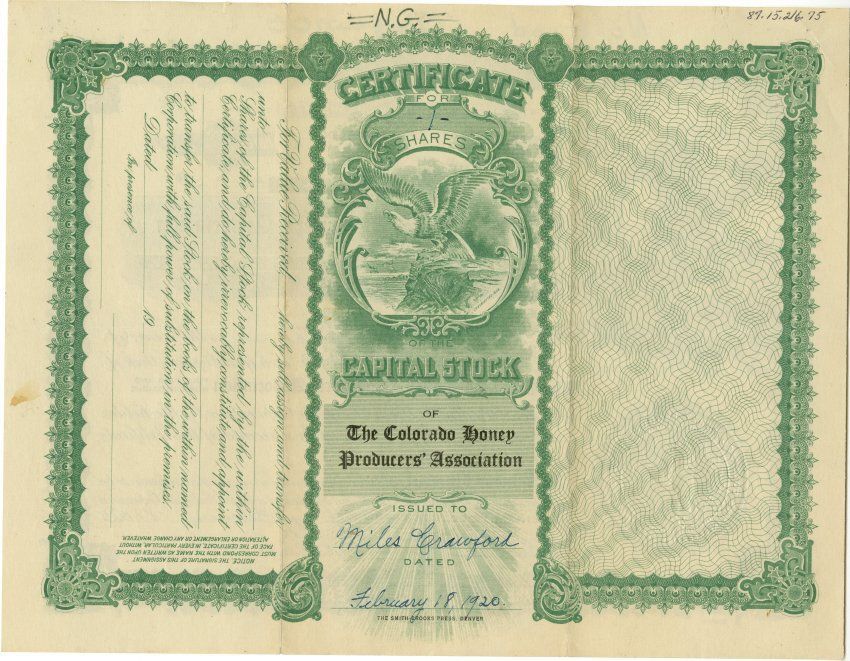 = N.G. =
87.15.216.75
CERTIFICATE
FOR
-1-
SHARES
OF THE
CAPITAL STOCK
OF
The Colorado Honey
Producers' Association
ISSUED TO
Miles Crawford
DATED
February 18, 1920.
THE SMITH-BROOKS PRESS, DENVER
For Value Received, hereby sell, assign and transfer
unto
Shares of the Capital Stock represented by the within
Certificate, and do hereby irrevocably constitute and appoint
to transfer the said Stock on the books of the within named
Corporation with full power of substitution in the premises.
Dated 19
In presence of
NOTICE. THE SIGNATURE OF THIS ASSIGNMENT
MUST CORRESPOND WITH THE NAME AS WRITTEN UPON THE
FACE OF THE CERTIFICATE, IN EVERY PARTICULAR, WITHOUT
ALTERATION OR ENLARGEMENT, OR ANY CHANGE WHATEVER.